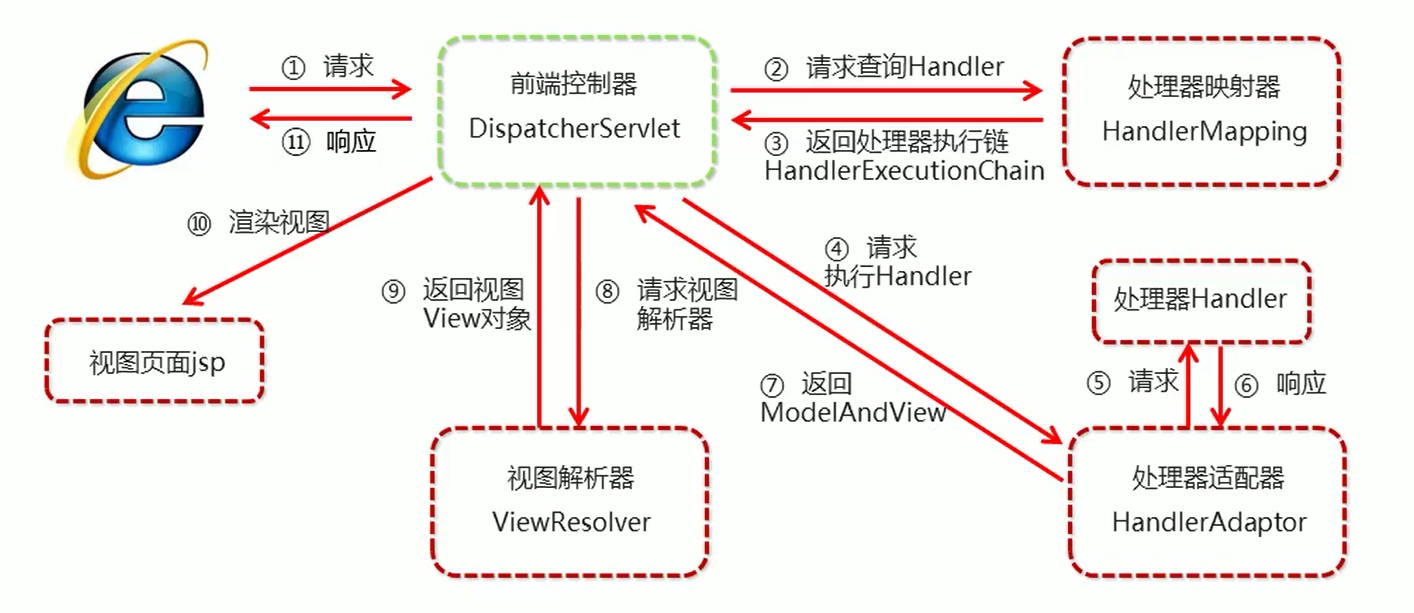 ① 请求
⑪ 响应
前端控制器
DispatcherServlet
② 请求查询Handler
③ 返回处理器执行链
HandlerExecutionChain
处理器映射器
HandlerMapping
⑩ 渲染视图
视图页面jsp
⑨ 返回视图
View对象
⑧ 请求视图
解析器
④ 请求
执行Handler
⑦ 返回
ModelAndView
处理器Handler
⑤ 请求
⑥ 响应
视图解析器
ViewResolver
处理器适配器
HandlerAdaptor